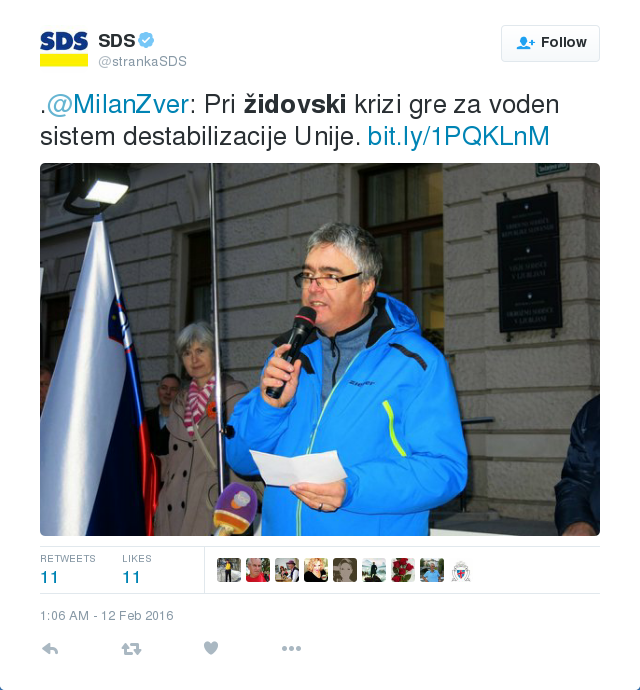 SDS
SDS
@strankaSDS
Follow
.@MilanZver: Pri židovski krizi gre za voden
sistem destabilizacije Unije. bit.ly/1PQKLnM
RETWEETS
11
LIKES
11
1:06 AM - 12 Feb 2016